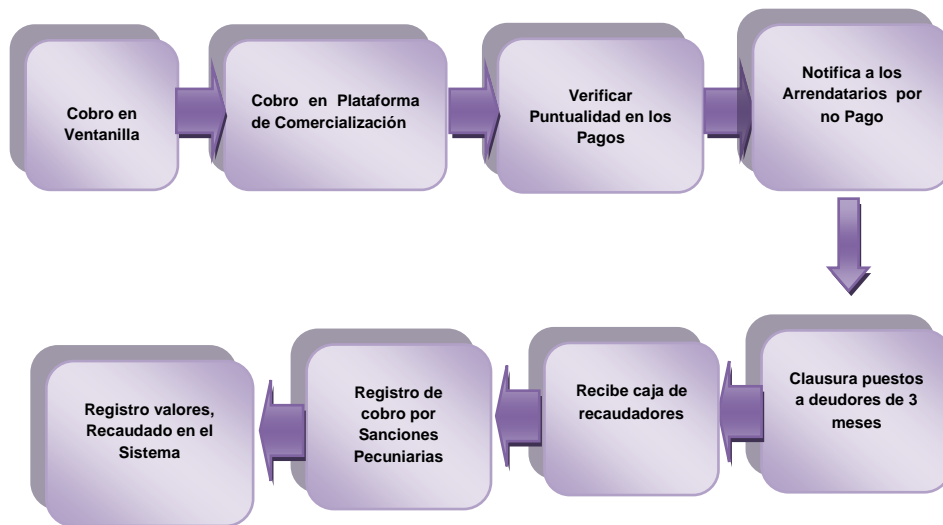 Cobro en
Ventanilla
Cobro en Plataforma
de Comercialización
Verificar
Puntualidad en los
Pagos
Notifica a los
Arrendatarios por
no Pago
Clausura puestos
a deudores de 3
meses
Recibe caja de
recaudadores
Registro de
cobro por
Sanciones
Pecuniarias
Registro valores,
Recaudado en el
Sistema